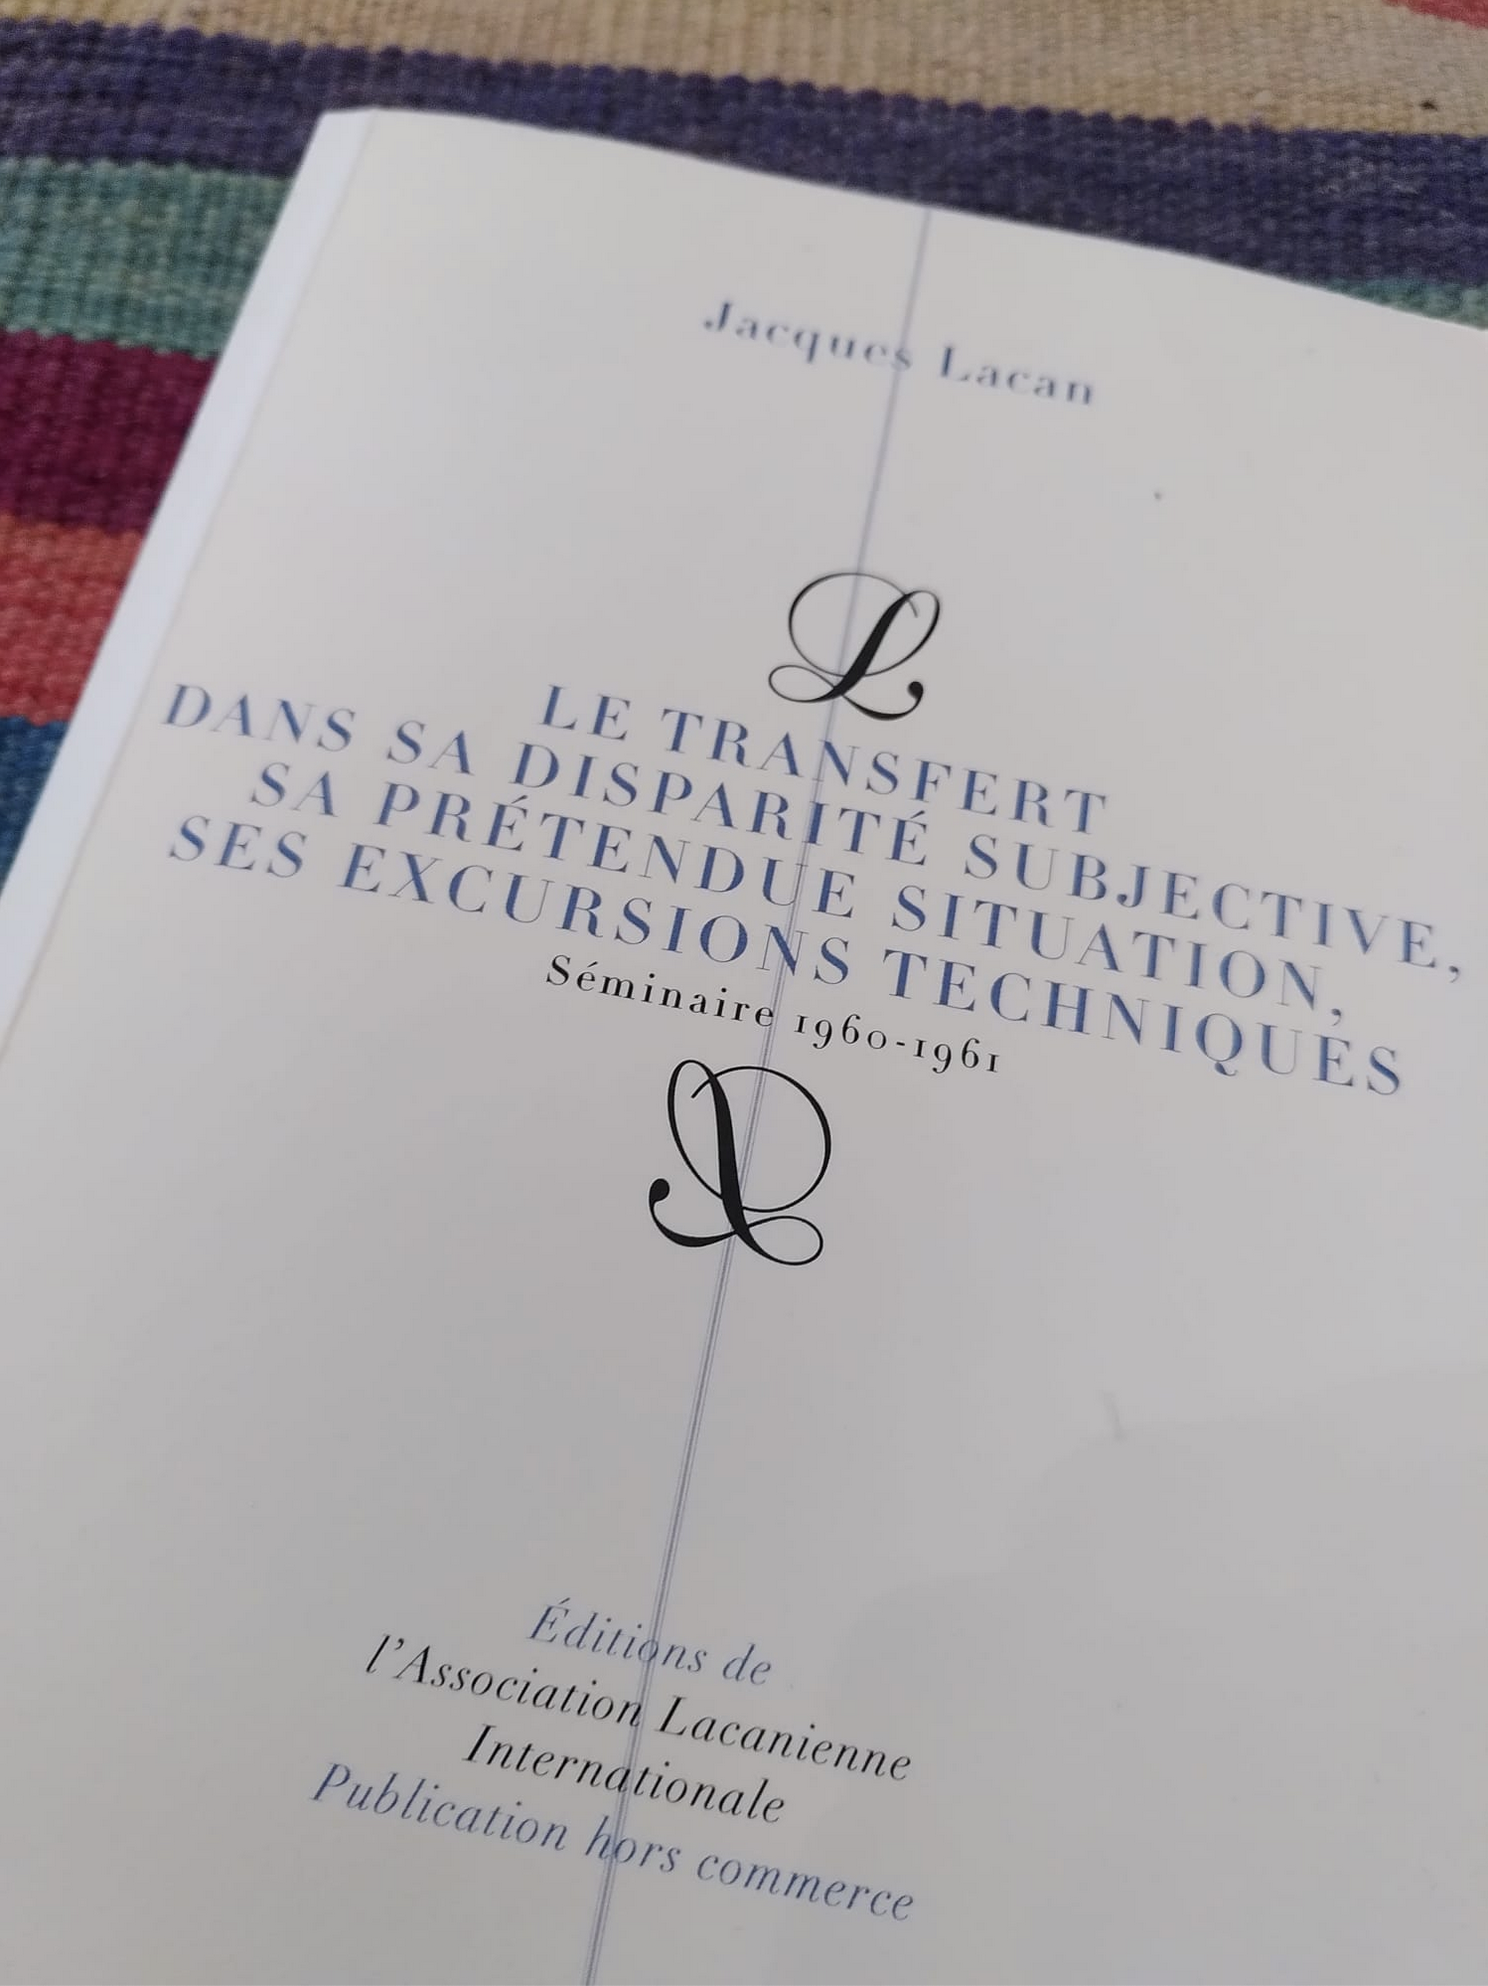 Jacques Lacan
L
LE TRANSFERT
DANS SA DISPARITÉ SUBJECTIVE,
SA PRÉTENDUE SITUATION,
SES EXCURSIONS TECHNIQUES
Séminaire 1960-1961
L
Éditions de
l'Association Lacanienne
Internationale
Publication hors commerce